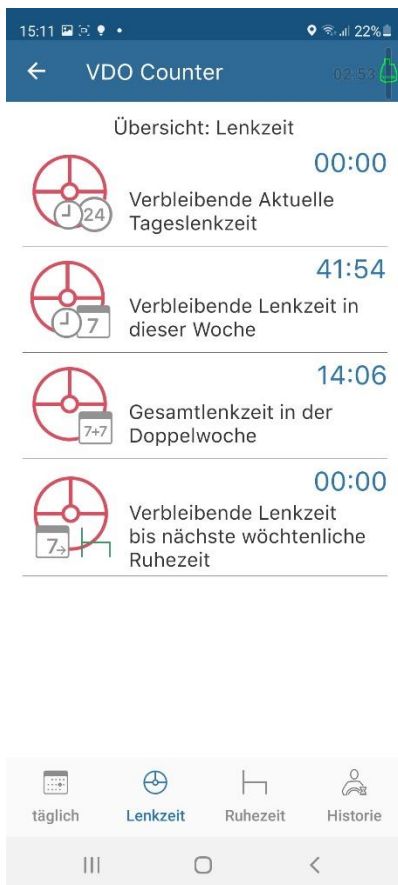 15:11 22%
VDO Counter 02:53
Übersicht: Lenkzeit
00:00
24
Verbleibende Aktuelle
Tageslenkzeit
41:54
7
Verbleibende Lenkzeit in
dieser Woche
14:06
7+7
Gesamtlenkzeit in der
Doppelwoche
00:00
7
Verbleibende Lenkzeit
bis nächste wöchtenliche
Ruhezeit
täglich Lenkzeit Ruhezeit Historie